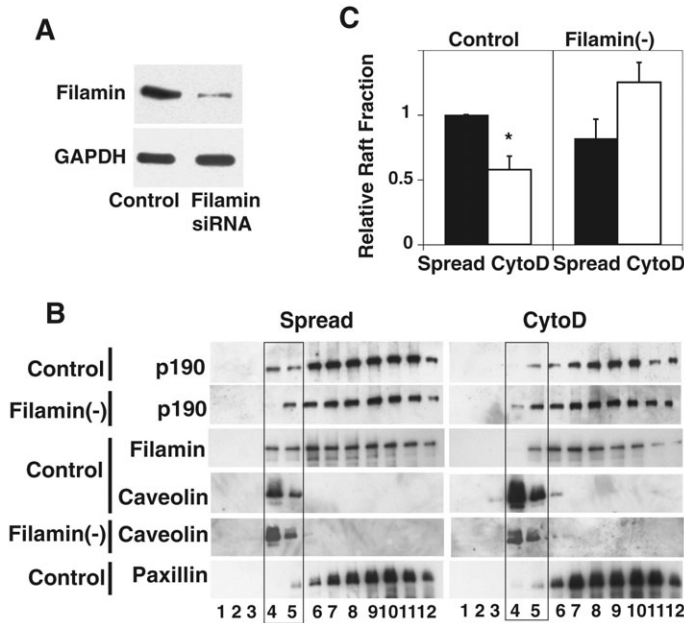 A
Filamin
GAPDH
Control Filamin
siRNA
C
Control Filamin(-)
Relative Raft Fraction
1
0.5
0
*
Spread CytoD Spread CytoD
B
Spread CytoD
Control p190
Filamin(-) p190
Control
Filamin
Caveolin
Filamin(-) Caveolin
Control Paxillin
1 2 3 4 5 6 7 8 9 10 11 12 1 2 3 4 5 6 7 8 9 10 11 12